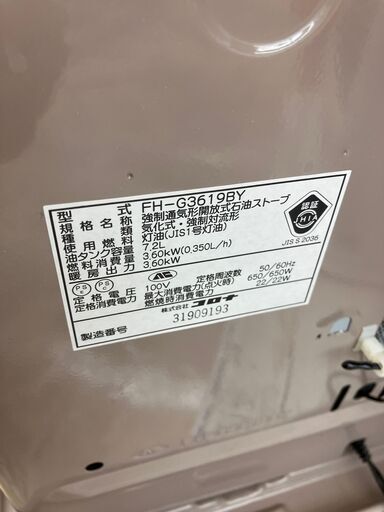 型式 FH-G3619BY
規格名称 強制通気形開放式石油ストーブ
気化式・強制対流形
使用燃料 灯油(JIS1号灯油)
油タンク容量 7.2L
燃料消費量 3.60kW(0.350L/h)
暖房出力 3.60kW
認証
JHIA
JIS S 2036
PSE PSC
定格電圧 100V 定格周波数 50/60Hz
定格消費電力 最大消費電力(点火時) 650/650W
燃焼時消費電力 22/22W
株式会社 コロナ
製造番号 31909193